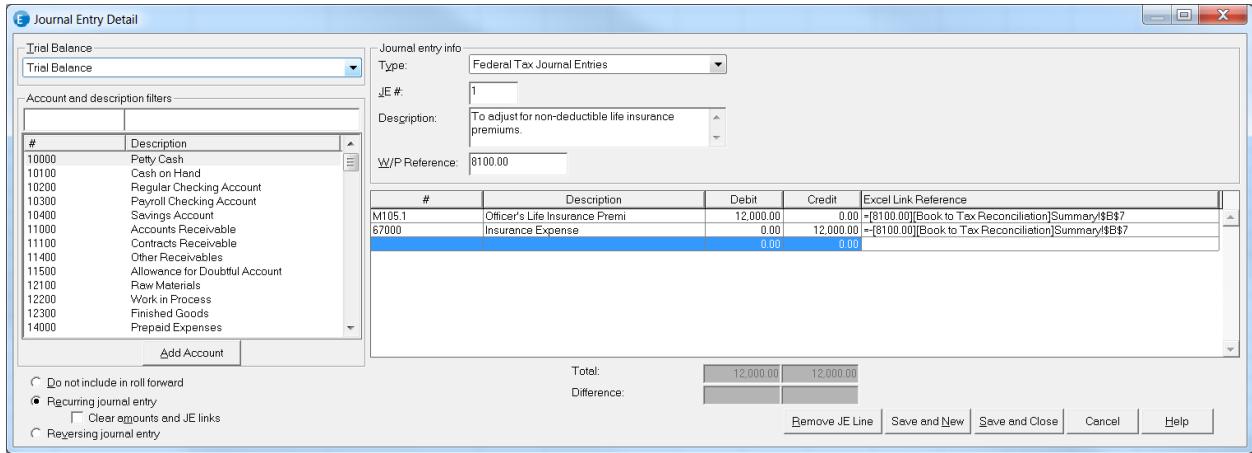 Journal Entry Detail
Trial Balance
Trial Balance
Account and description filters
# Description
10000 Petty Cash
10100 Cash on Hand
10200 Regular Checking Account
10300 Payroll Checking Account
10400 Savings Account
11000 Accounts Receivable
11100 Contracts Receivable
11400 Other Receivables
11500 Allowance for Doubtful Account
12100 Raw Materials
12200 Work in Process
12300 Finished Goods
14000 Prepaid Expenses
Add Account
Do not include in roll forward
Recurring journal entry
Clear amounts and JE links
Reversing journal entry
Journal entry info
Type: Federal Tax Journal Entries
JE #: 1
Description: To adjust for non-deductible life insurance
premiums.
W/P Reference: 8100.00
# Description Debit Credit Excel Link Reference
M105.1 Officer's Life Insurance Premi 12,000.00 0.00 =[8100.00][Book to Tax Reconciliation]Summary!$B$7
67000 Insurance Expense 0.00 12,000.00 =-[8100.00][Book to Tax Reconciliation]Summary!$B$7
0.00 0.00
Total: 12,000.00 12,000.00
Difference:
Remove JE Line Save and New Save and Close Cancel Help